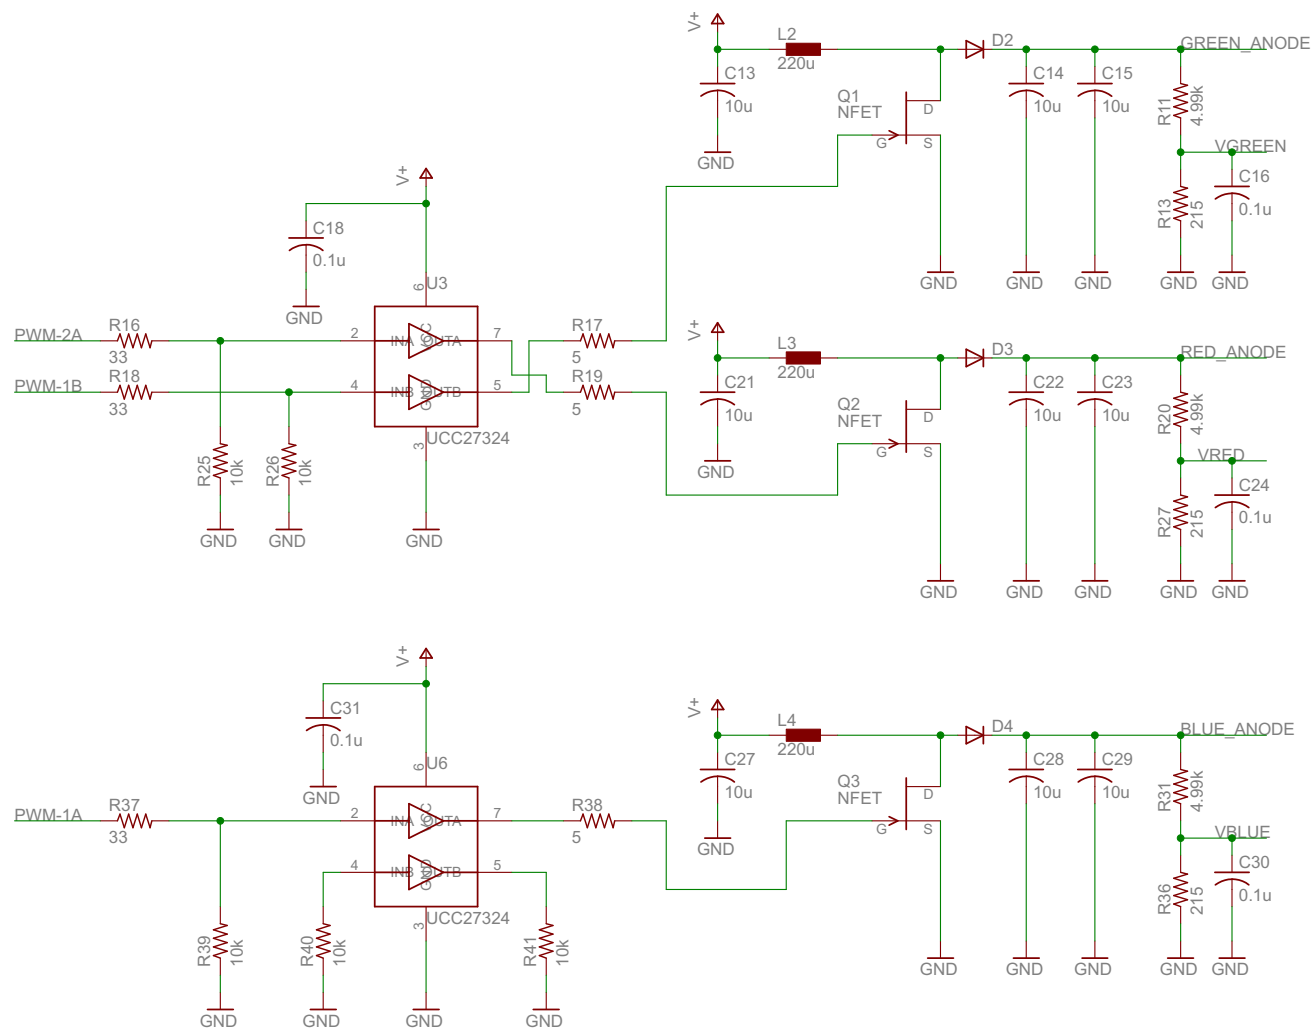 V+
L2
220u
D2
GREEN_ANODE
C13
10u
GND
Q1
NFET
D
G
S
GND
C14
10u
GND
C15
10u
GND
R11
4.99k
VGREEN
R13
215
GND
C16
0.1u
GND
V+
C18
0.1u
GND
U3
6
VCC
PWM-2A
R16
33
2
INA
OUTA
7
R17
5
PWM-1B
R18
33
4
INB
OUTB
5
R19
5
GND
3
UCC27324
R25
10k
GND
R26
10k
GND
GND
V+
L3
220u
D3
RED_ANODE
C21
10u
GND
Q2
NFET
D
G
S
GND
C22
10u
GND
C23
10u
GND
R20
4.99k
VRED
R27
215
GND
C24
0.1u
GND
V+
C31
0.1u
GND
U6
6
VCC
PWM-1A
R37
33
2
INA
OUTA
7
R38
5
4
INB
OUTB
5
GND
3
UCC27324
R39
10k
GND
R40
10k
GND
GND
R41
10k
GND
V+
L4
220u
D4
BLUE_ANODE
C27
10u
GND
Q3
NFET
D
G
S
GND
C28
10u
GND
C29
10u
GND
R31
4.99k
VBLUE
R36
215
GND
C30
0.1u
GND